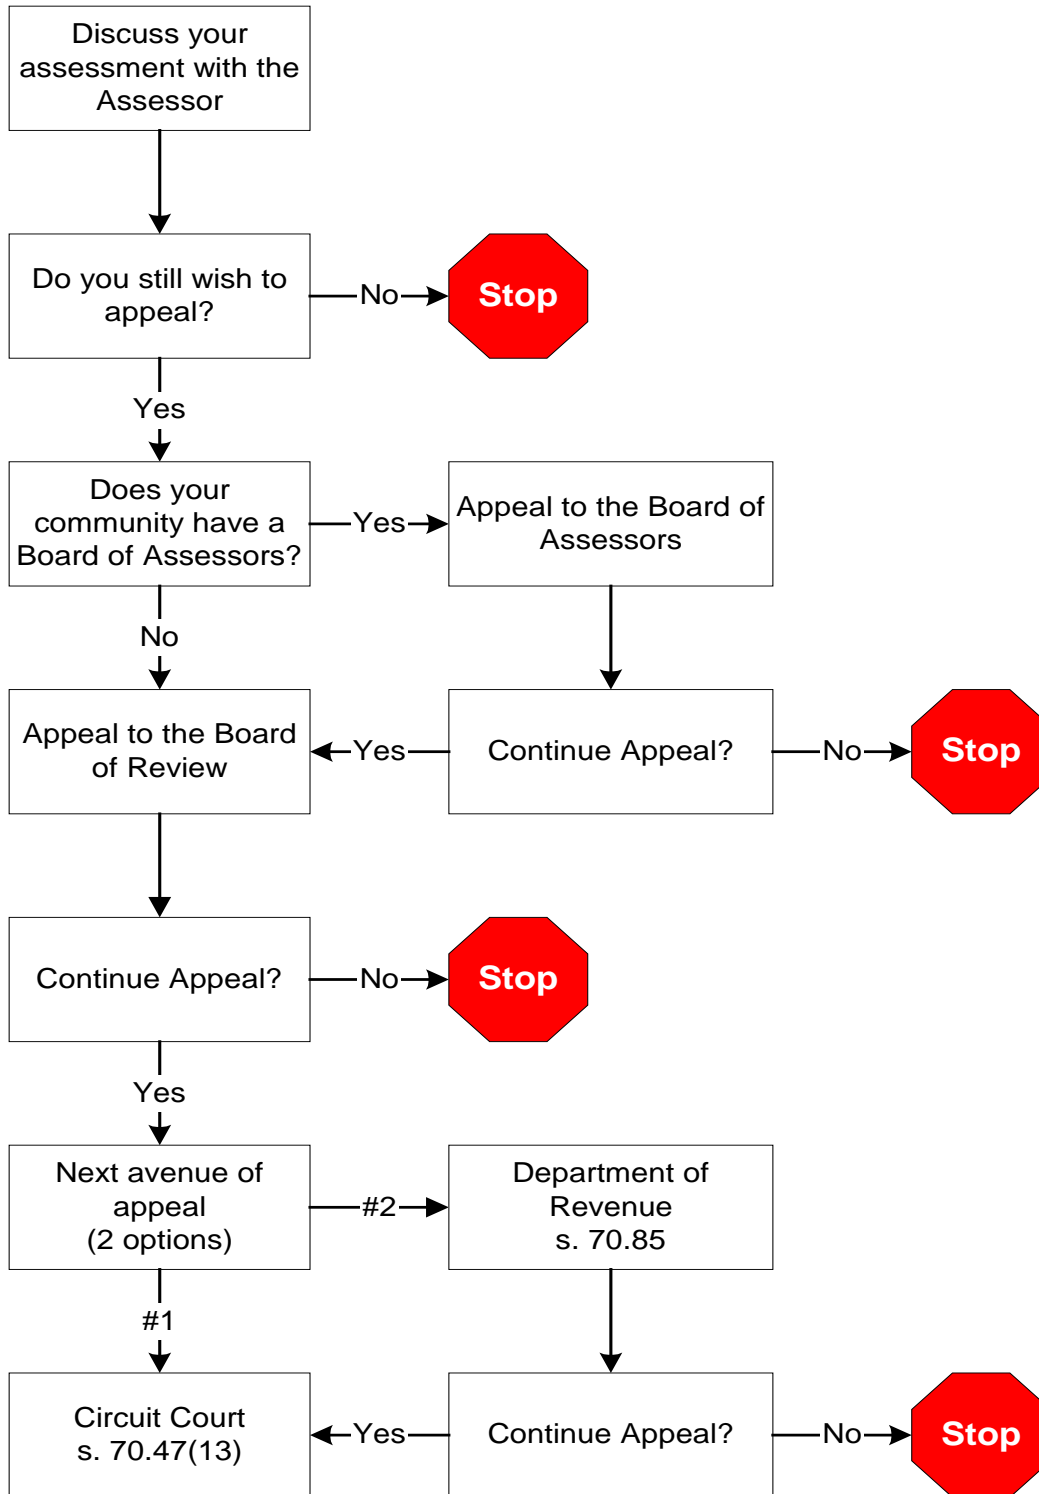 Discuss your
assessment with the
Assessor
Do you still wish to
appeal?
No
Stop
Yes
Does your
community have a
Board of Assessors?
Yes
Appeal to the Board of
Assessors
No
Appeal to the Board
of Review
Yes
Continue Appeal?
No
Stop
Continue Appeal?
No
Stop
Yes
Next avenue of
appeal
(2 options)
#2
Department of
Revenue
s. 70.85
#1
Circuit Court
s. 70.47(13)
Yes
Continue Appeal?
No
Stop